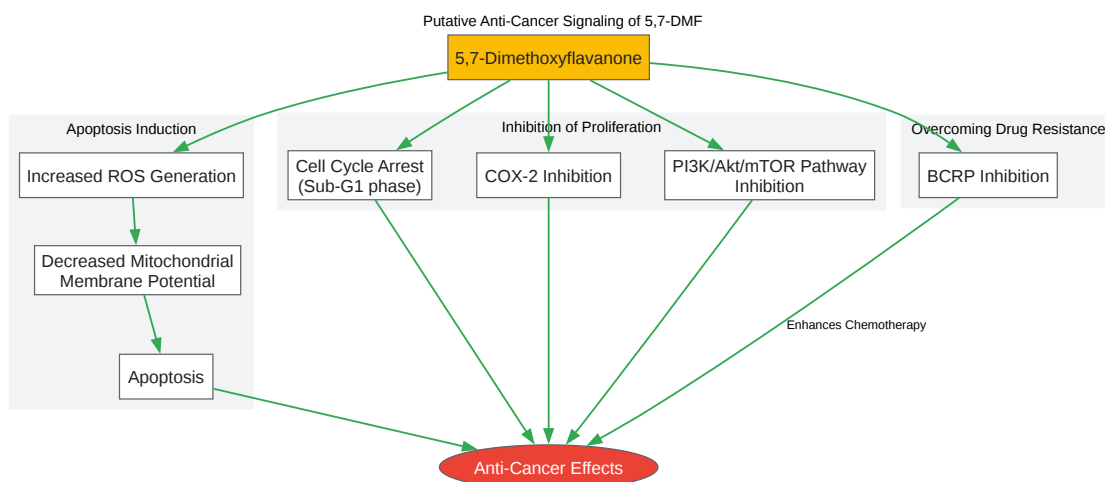 Putative Anti-Cancer Signaling of 5,7-DMF
5,7-Dimethoxyflavanone
Apoptosis Induction
Inhibition of Proliferation
Overcoming Drug Resistance
Increased ROS Generation
Cell Cycle Arrest
(Sub-G1 phase)
COX-2 Inhibition
PI3K/Akt/mTOR Pathway
Inhibition
BCRP Inhibition
Decreased Mitochondrial
Membrane Potential
Enhances Chemotherapy
Apoptosis
Anti-Cancer Effects